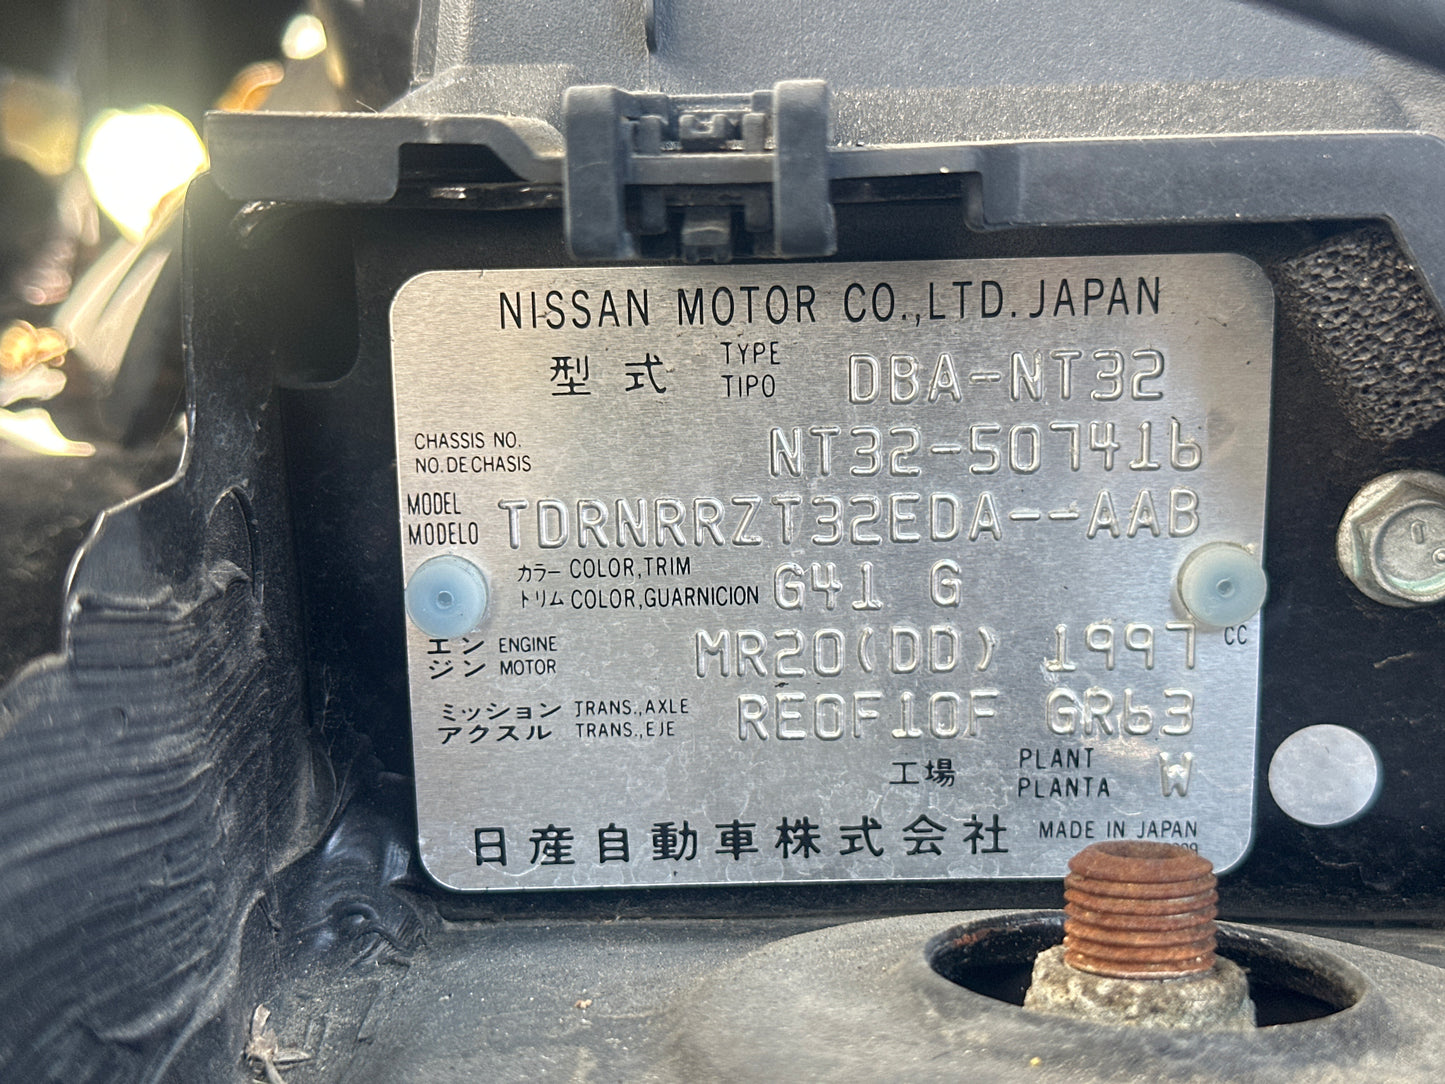 NISSAN MOTOR CO.,LTD. JAPAN
型式 TYPE TIPO DBA-NT32
CHASSIS NO. NO. DE CHASIS NT32-507416
MODEL MODELO TDRNRRZT32EDA--AAB
カラー COLOR,TRIM
トリム COLOR,GUARNICION G41 G
エン ENGINE
ジン MOTOR MR20(DD) 1997 CC
ミッション TRANS.,AXLE
アクスル TRANS.,EJE RE0F10F GR63
工場 PLANT PLANTA W
日産自動車株式会社 MADE IN JAPAN